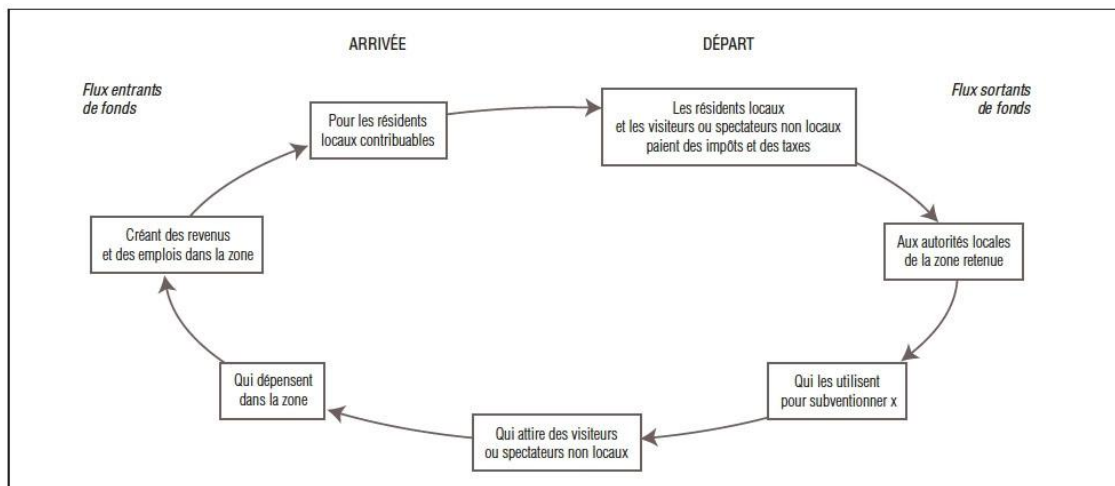 ARRIVÉE
DÉPART
Flux entrants
de fonds
Flux sortants
de fonds
Pour les résidents
locaux contribuables
Les résidents locaux
et les visiteurs ou spectateurs non locaux
paient des impôts et des taxes
Créant des revenus
et des emplois dans la zone
Aux autorités locales
de la zone retenue
Qui dépensent
dans la zone
Qui les utilisent
pour subventionner x
Qui attire des visiteurs
ou spectateurs non locaux